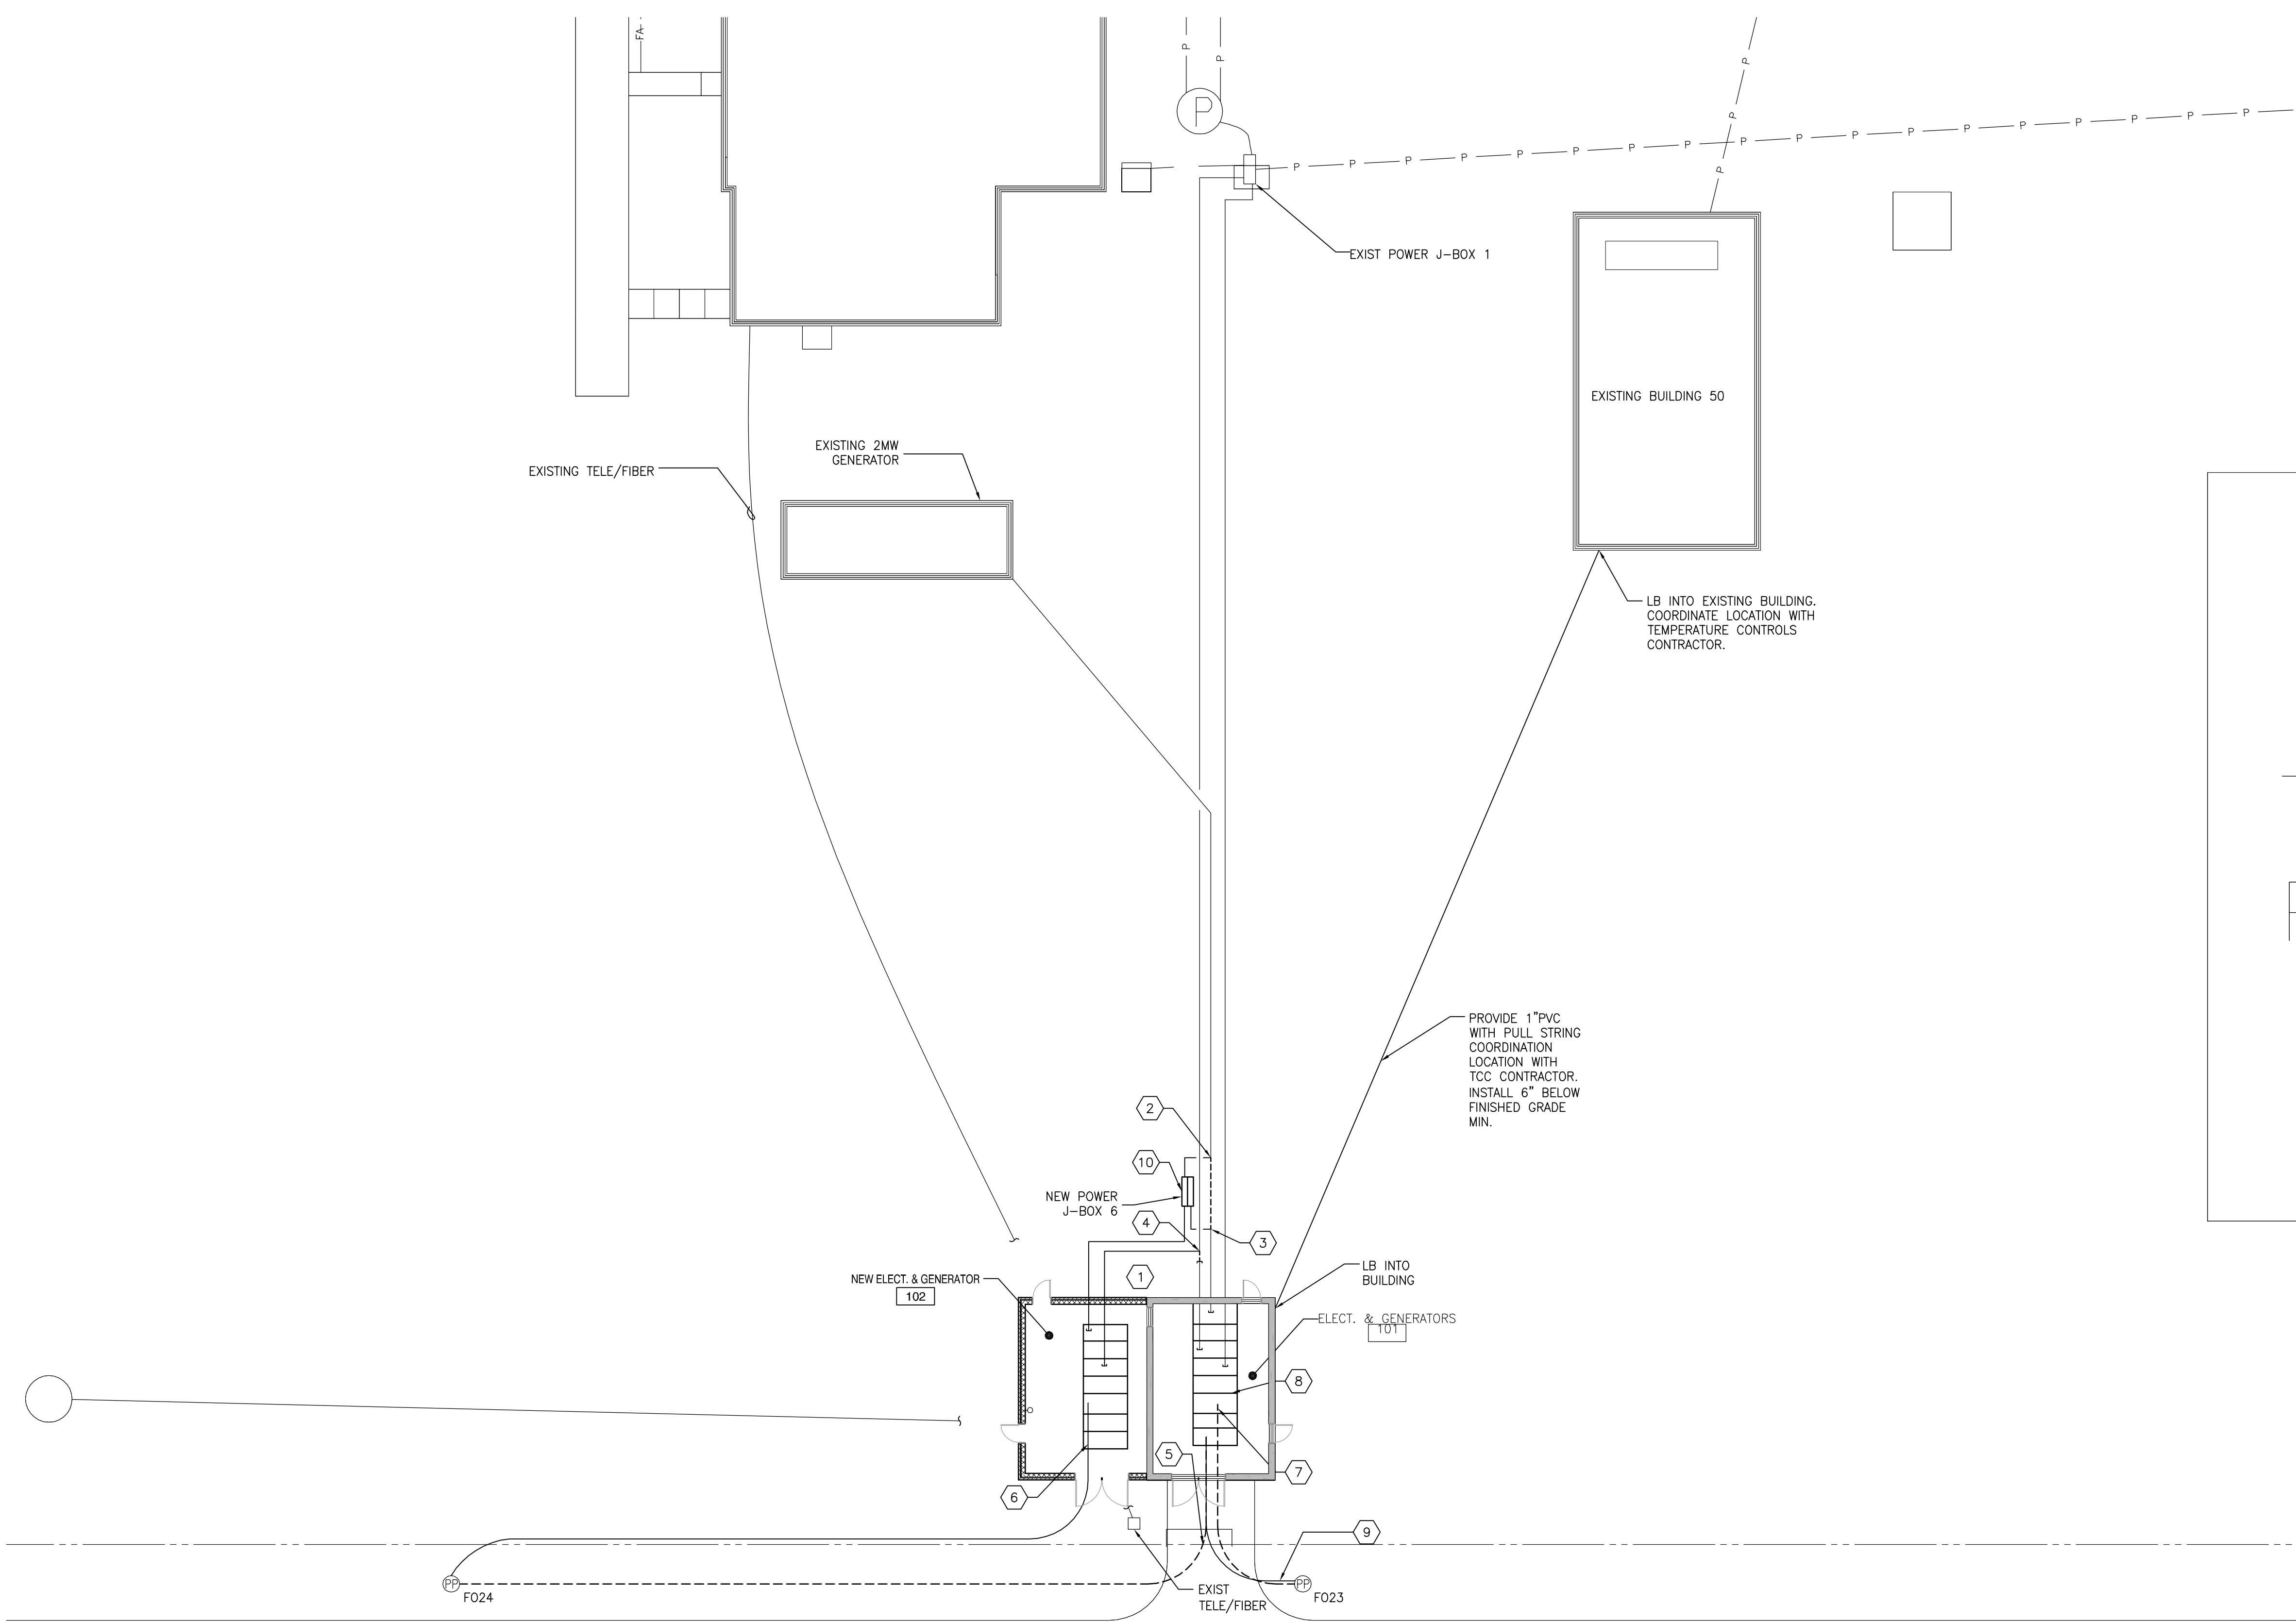 FA
P
P
P
P
P
P
P P P P P P P P P P P P P P P P P P
EXIST POWER J-BOX 1
EXISTING BUILDING 50
EXISTING 2MW
GENERATOR
EXISTING TELE/FIBER
LB INTO EXISTING BUILDING.
COORDINATE LOCATION WITH
TEMPERATURE CONTROLS
CONTRACTOR.
PROVIDE 1"PVC
WITH PULL STRING
COORDINATION
LOCATION WITH
TCC CONTRACTOR.
INSTALL 6" BELOW
FINISHED GRADE
MIN.
2
10
NEW POWER
J-BOX 6
4
3
1
LB INTO
BUILDING
NEW ELECT. & GENERATOR
102
ELECT. & GENERATORS
101
8
5
7
6
9
PP
FO24
EXIST
TELE/FIBER
PP
FO23